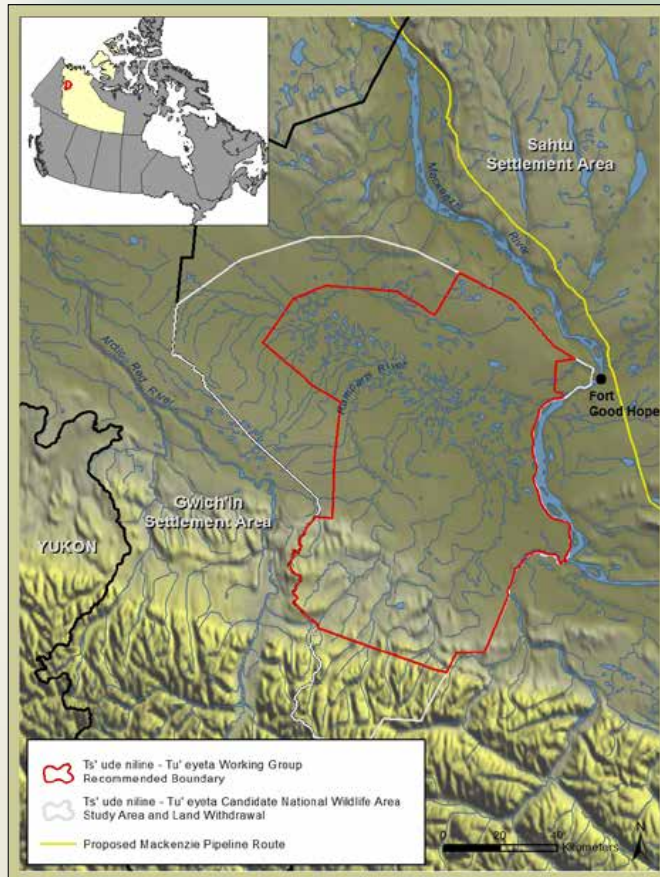 Sahtu
Settlement Area
Mackenzie
River
Arctic Red River
Ramparts River
Fort
Good Hope
Gwich'in
Settlement Area
YUKON
Ts' ude niline - Tu' eyeta Working Group
Recommended Boundary
Ts' ude niline - Tu' eyeta Candidate National Wildlife Area
Study Area and Land Withdrawal
Proposed Mackenzie Pipeline Route
0 20 40
Kilometers
N